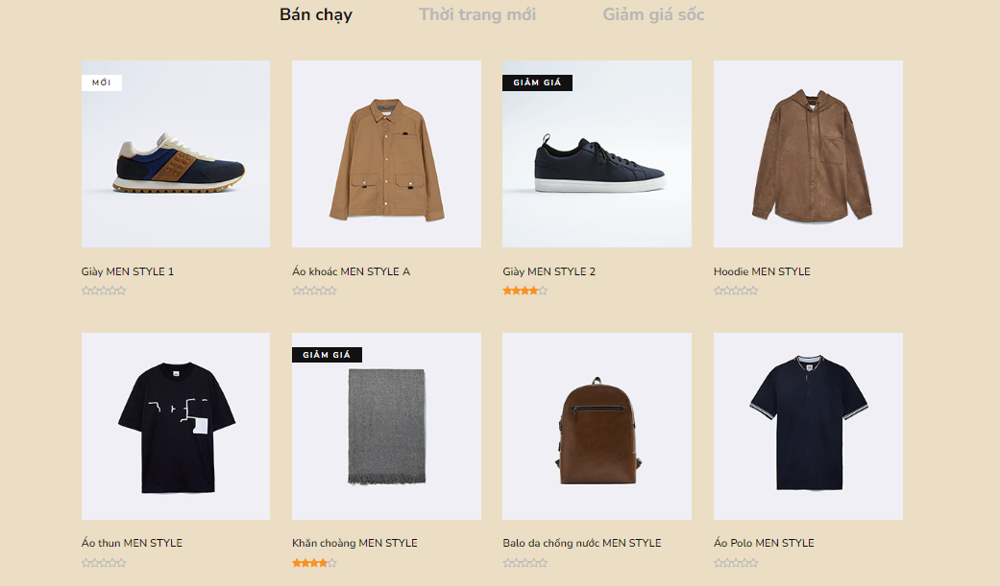 Bán chạy
Thời trang mới
Giảm giá sốc
MỚI
GIẢM GIÁ
Giày MEN STYLE 1
Áo khoác MEN STYLE A
Giày MEN STYLE 2
Hoodie MEN STYLE
GIẢM GIÁ
Áo thun MEN STYLE
Khăn choàng MEN STYLE
Balo da chống nước MEN STYLE
Áo Polo MEN STYLE